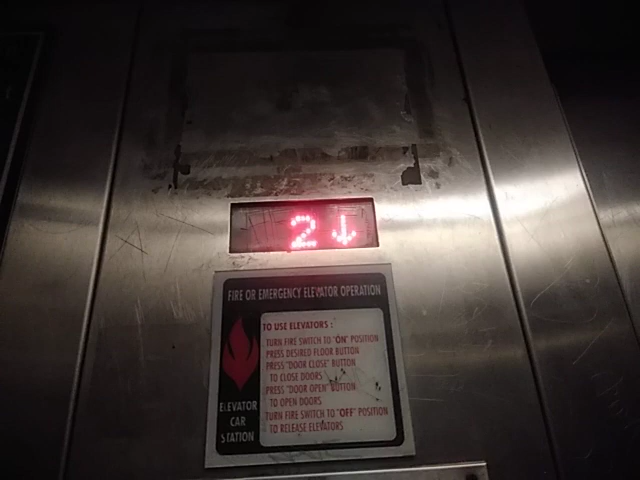 2↓
FIRE OR EMERGENCY ELEVATOR OPERATION
TO USE ELEVATORS :
TURN FIRE SWITCH TO "ON" POSITION
PRESS DESIRED FLOOR BUTTON
PRESS "DOOR CLOSE" BUTTON
TO CLOSE DOORS
PRESS "DOOR OPEN" BUTTON
TO OPEN DOORS
TURN FIRE SWITCH TO "OFF" POSITION
TO RELEASE ELEVATORS
ELEVATOR
CAR
STATION